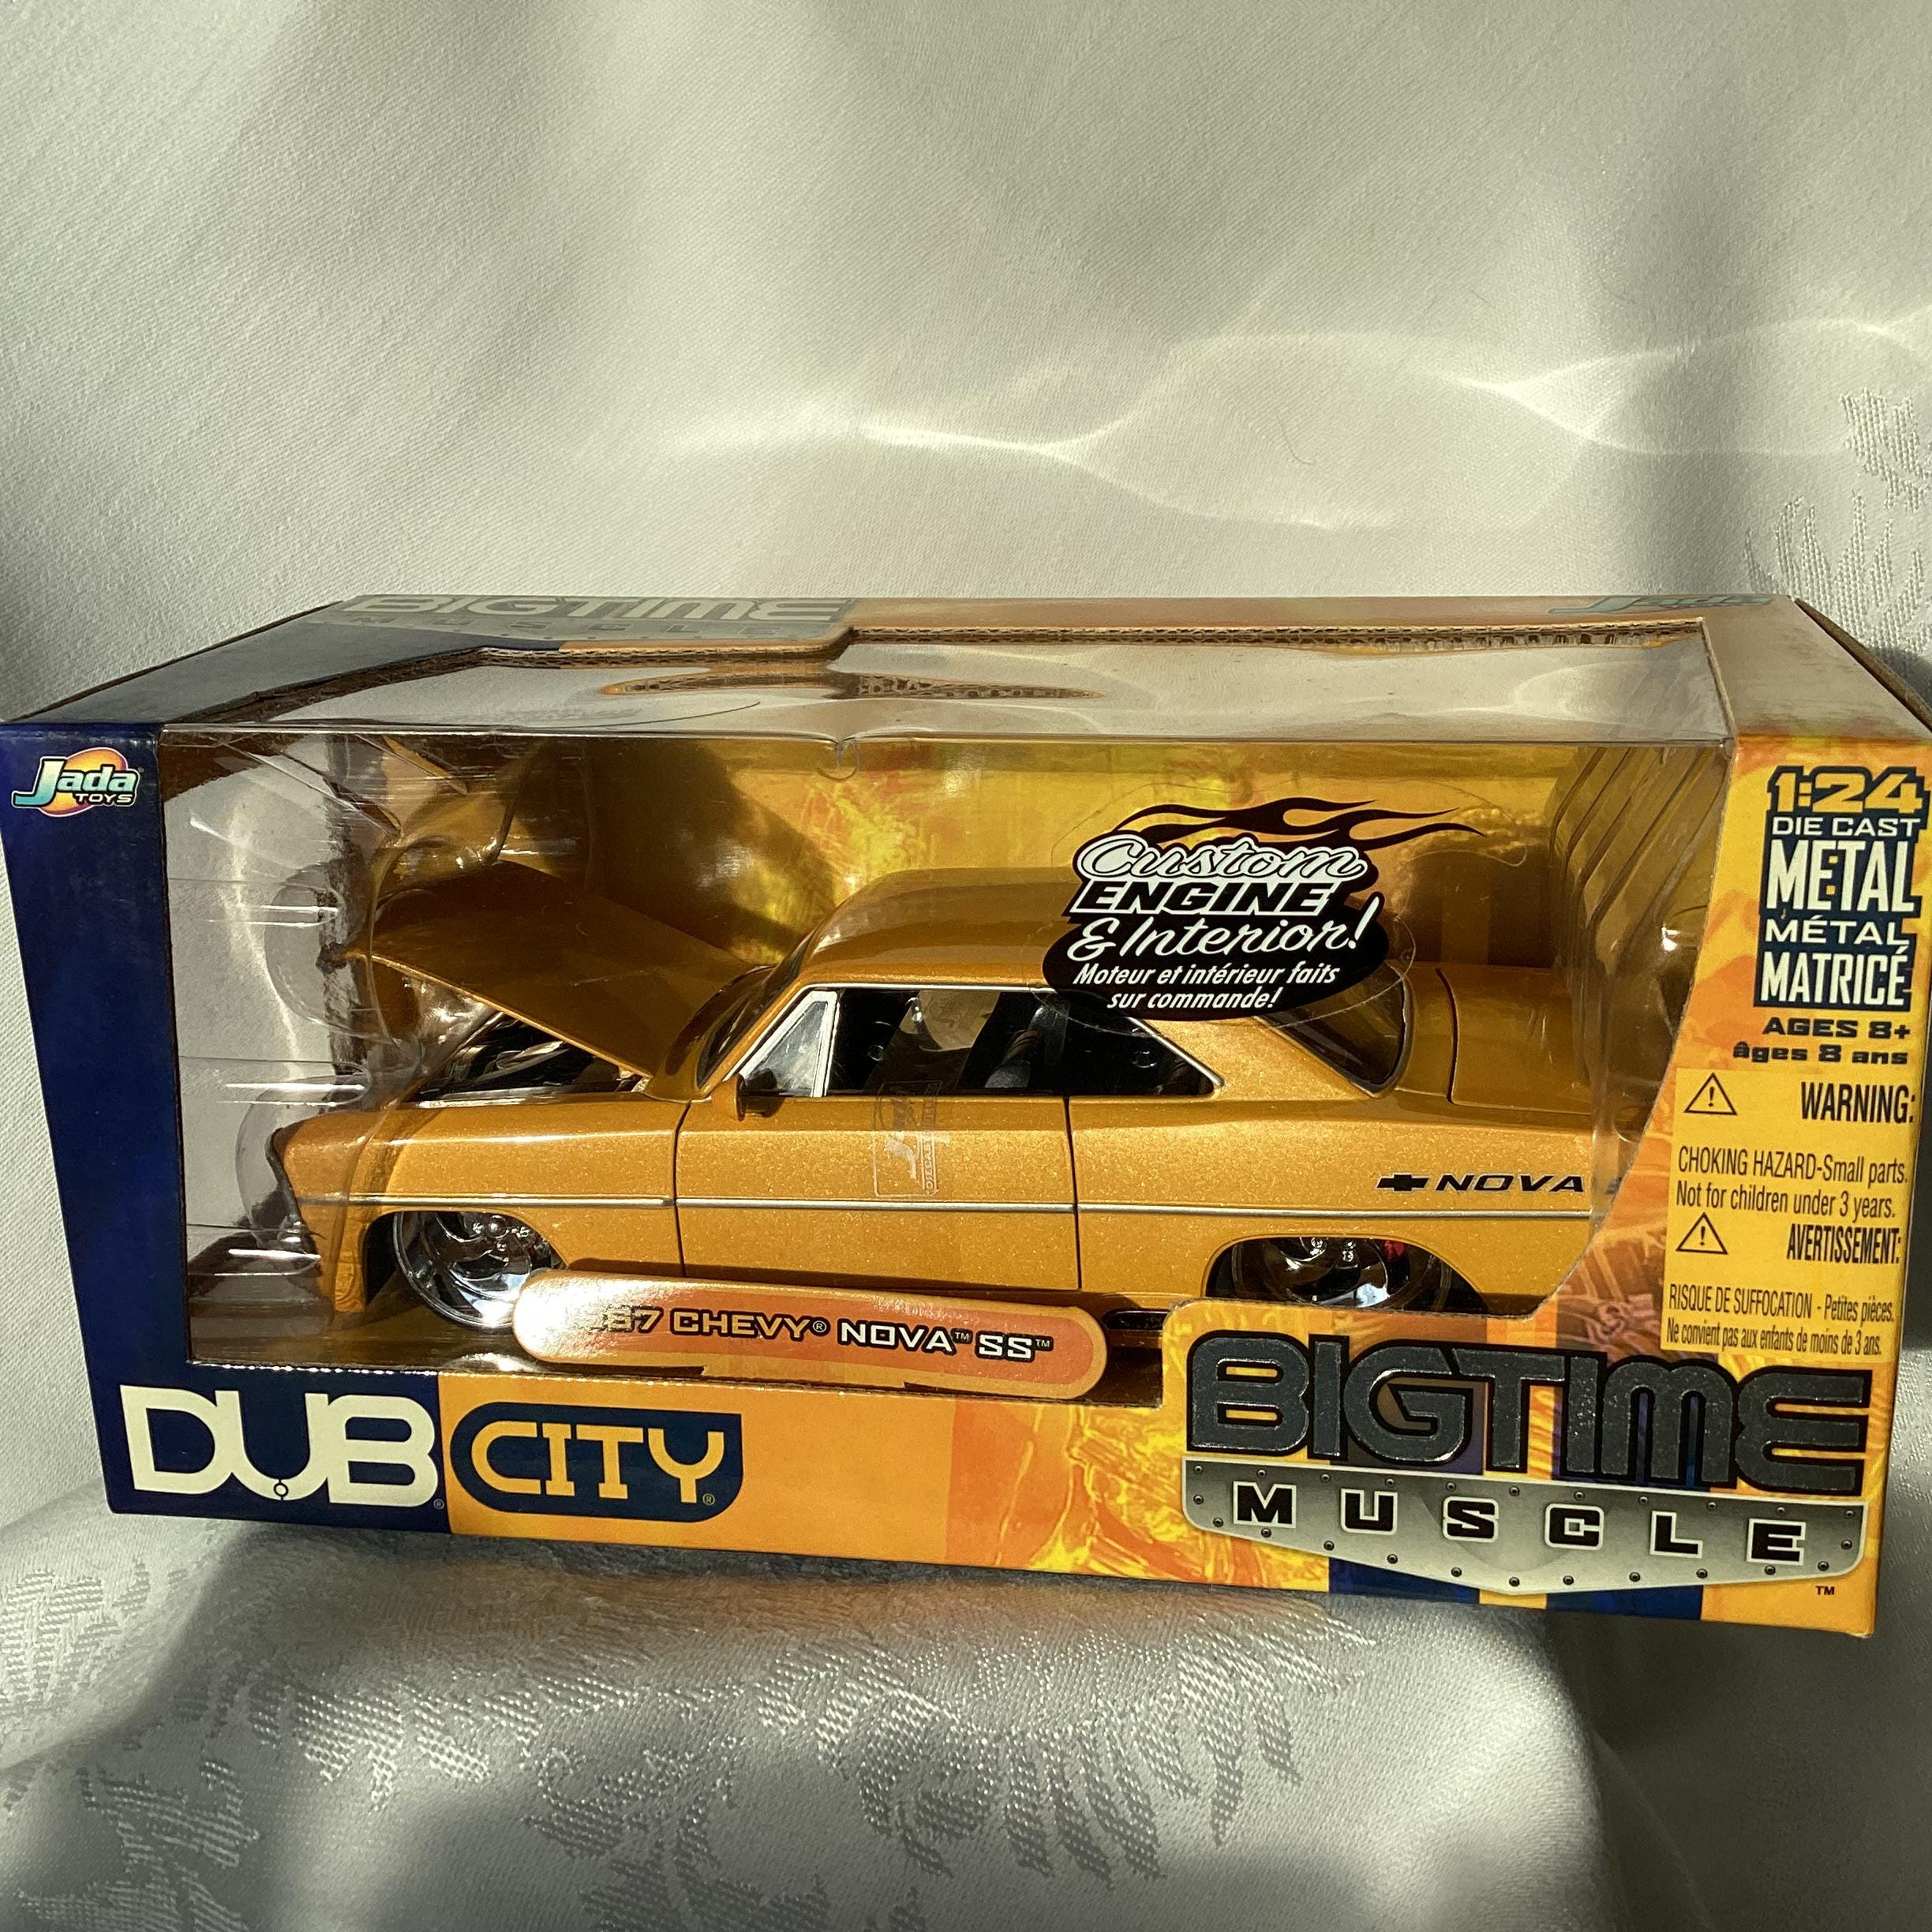 BIGTIME
MUSCLE
Jada
TOYS
1:24
DIE CAST
METAL
MÉTAL
MATRICÉ
AGES 8+
âges 8 ans
WARNING:
CHOKING HAZARD-Small parts.
Not for children under 3 years.
AVERTISSEMENT:
RISQUE DE SUFFOCATION - Petites pièces.
Ne convient pas aux enfants de moins de 3 ans.
Custom
ENGINE
& Interior!
Moteur et intérieur faits
sur commande!
NOVA
CHEVY® NOVA™ SS™
DUB® CITY®
BIGTIME
MUSCLE™